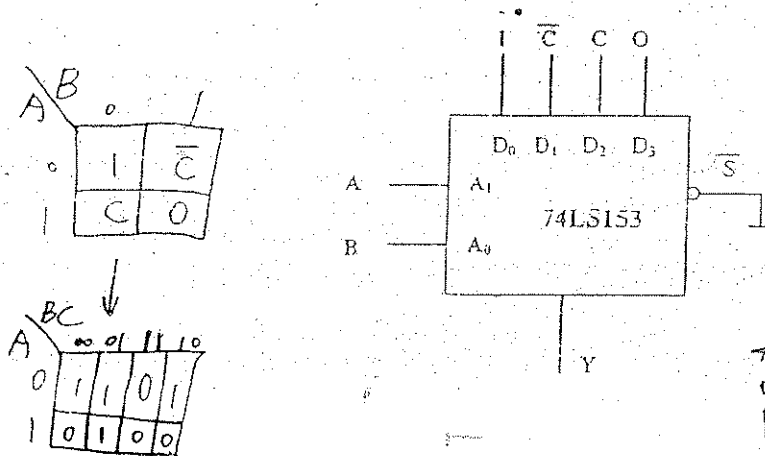 1 C̅ C 0
D₀ D₁ D₂ D₃
S̅
A A₁
74LS153
B A₀
Y
B
A 0 1
0 1 C̅
1 C 0
BC
A 00 01 11 10
0 1 1 0 1
1 0 1 0 0